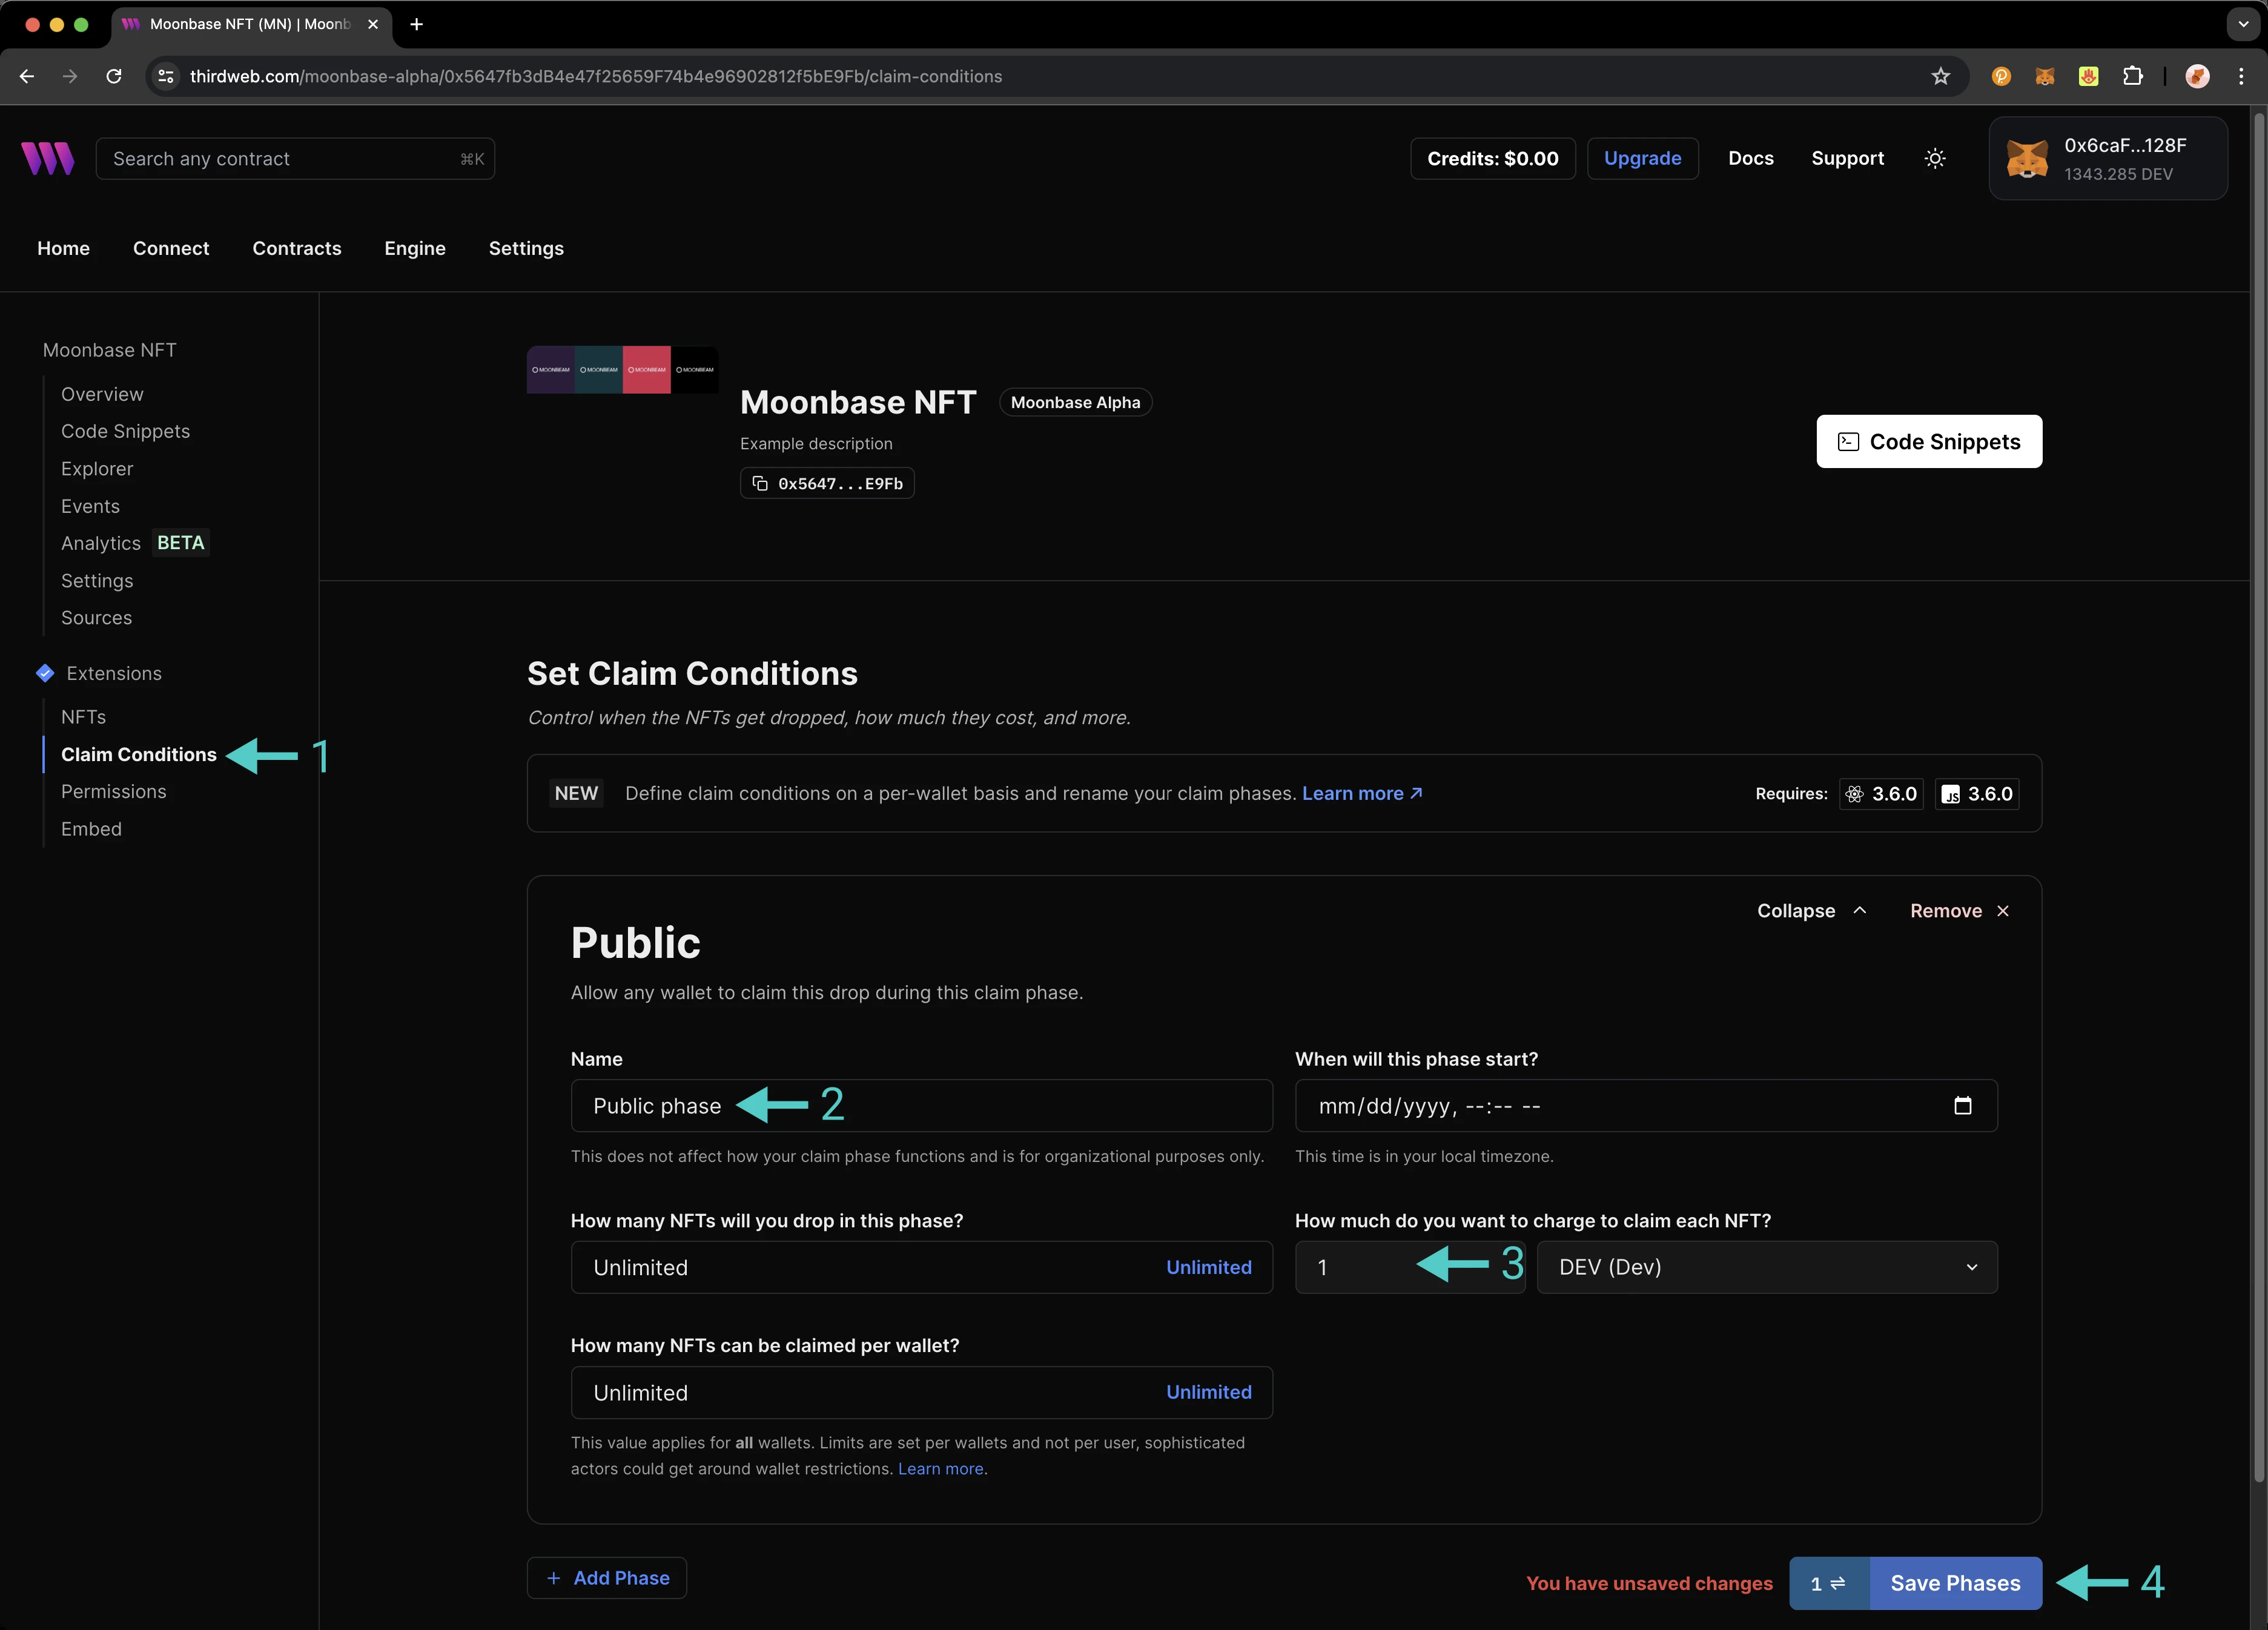 Moonbase NFT (MN) | Moonb
thirdweb.com/moonbase-alpha/0x5647fb3dB4e47f25659F74b4e96902812f5bE9Fb/claim-conditions
Search any contract ⌘K
Credits: $0.00
Upgrade
Docs
Support
0x6caF...128F
1343.285 DEV
Home
Connect
Contracts
Engine
Settings
Moonbase NFT
Overview
Code Snippets
Explorer
Events
Analytics BETA
Settings
Sources
Extensions
NFTs
Claim Conditions 1
Permissions
Embed
MOONBEAM MOONBEAM MOONBEAM MOONBEAM
Moonbase NFT Moonbase Alpha
Example description
0x5647...E9Fb
Code Snippets
Set Claim Conditions
Control when the NFTs get dropped, how much they cost, and more.
NEW Define claim conditions on a per-wallet basis and rename your claim phases. Learn more
Requires: 3.6.0 JS 3.6.0
Collapse Remove
Public
Allow any wallet to claim this drop during this claim phase.
Name
Public phase 2
This does not affect how your claim phase functions and is for organizational purposes only.
When will this phase start?
mm/dd/yyyy, --:-- --
This time is in your local timezone.
How many NFTs will you drop in this phase?
Unlimited Unlimited
How much do you want to charge to claim each NFT?
1 3 DEV (Dev)
How many NFTs can be claimed per wallet?
Unlimited Unlimited
This value applies for all wallets. Limits are set per wallets and not per user, sophisticated
actors could get around wallet restrictions. Learn more.
+ Add Phase
You have unsaved changes
1 ⇌ Save Phases 4